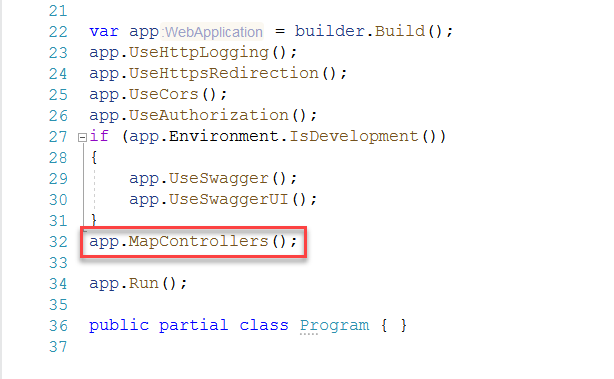 21
22 var app:WebApplication = builder.Build();
23 app.UseHttpLogging();
24 app.UseHttpsRedirection();
25 app.UseCors();
26 app.UseAuthorization();
27 if (app.Environment.IsDevelopment())
28 {
29 app.UseSwagger();
30 app.UseSwaggerUI();
31 }
32 app.MapControllers();
33
34 app.Run();
35
36 public partial class Program { }
37